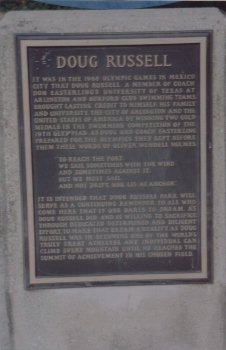 DOUG RUSSELL
IT WAS IN THE 1968 OLYMPIC GAMES IN MEXICO
CITY THAT DOUG RUSSELL, A MEMBER OF COACH
DON EASTERLING'S UNIVERSITY OF TEXAS AT
ARLINGTON AND BURFORD CLUB SWIMMING TEAMS,
BROUGHT LASTING CREDIT TO HIMSELF, HIS FAMILY
AND UNIVERSITY, THE CITY OF ARLINGTON AND THE
UNITED STATES OF AMERICA BY WINNING TWO GOLD
MEDALS IN THE SWIMMING COMPETITION OF THE
19TH OLYMPIAD. AS DOUG AND COACH EASTERLING
PREPARED FOR THE OLYMPICS THEY KEPT BEFORE
THEM THESE WORDS OF OLIVER WENDELL HOLMES
"TO REACH THE PORT
WE SAIL SOMETIMES WITH THE WIND
AND SOMETIMES AGAINST IT.
BUT WE MUST SAIL
AND NOT DRIFT, NOR LIE AT ANCHOR."
IT IS INTENDED THAT DOUG RUSSELL PARK WILL
SERVE AS A CONTINUING REMINDER TO ALL WHO
COME HERE THAT IF ONE DARES TO DREAM, AS
DOUG RUSSELL DID AND IS WILLING TO SACRIFICE
THROUGH DEDICATED DETERMINED AND DILIGENT
EFFORT TO MAKE THAT DREAM A REALITY, AS DOUG
RUSSELL WAS IN BECOMING ONE OF THE WORLD'S
TRULY GREAT ATHLETES, ANY INDIVIDUAL CAN
CLIMB EVERY MOUNTAIN UNTIL HE REACHES THE
SUMMIT OF ACHIEVEMENT IN HIS CHOSEN FIELD.